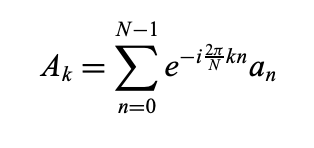 A_k = \sum_{n=0}^{N-1} e^{-i\frac{2\pi}{N}kn} a_n